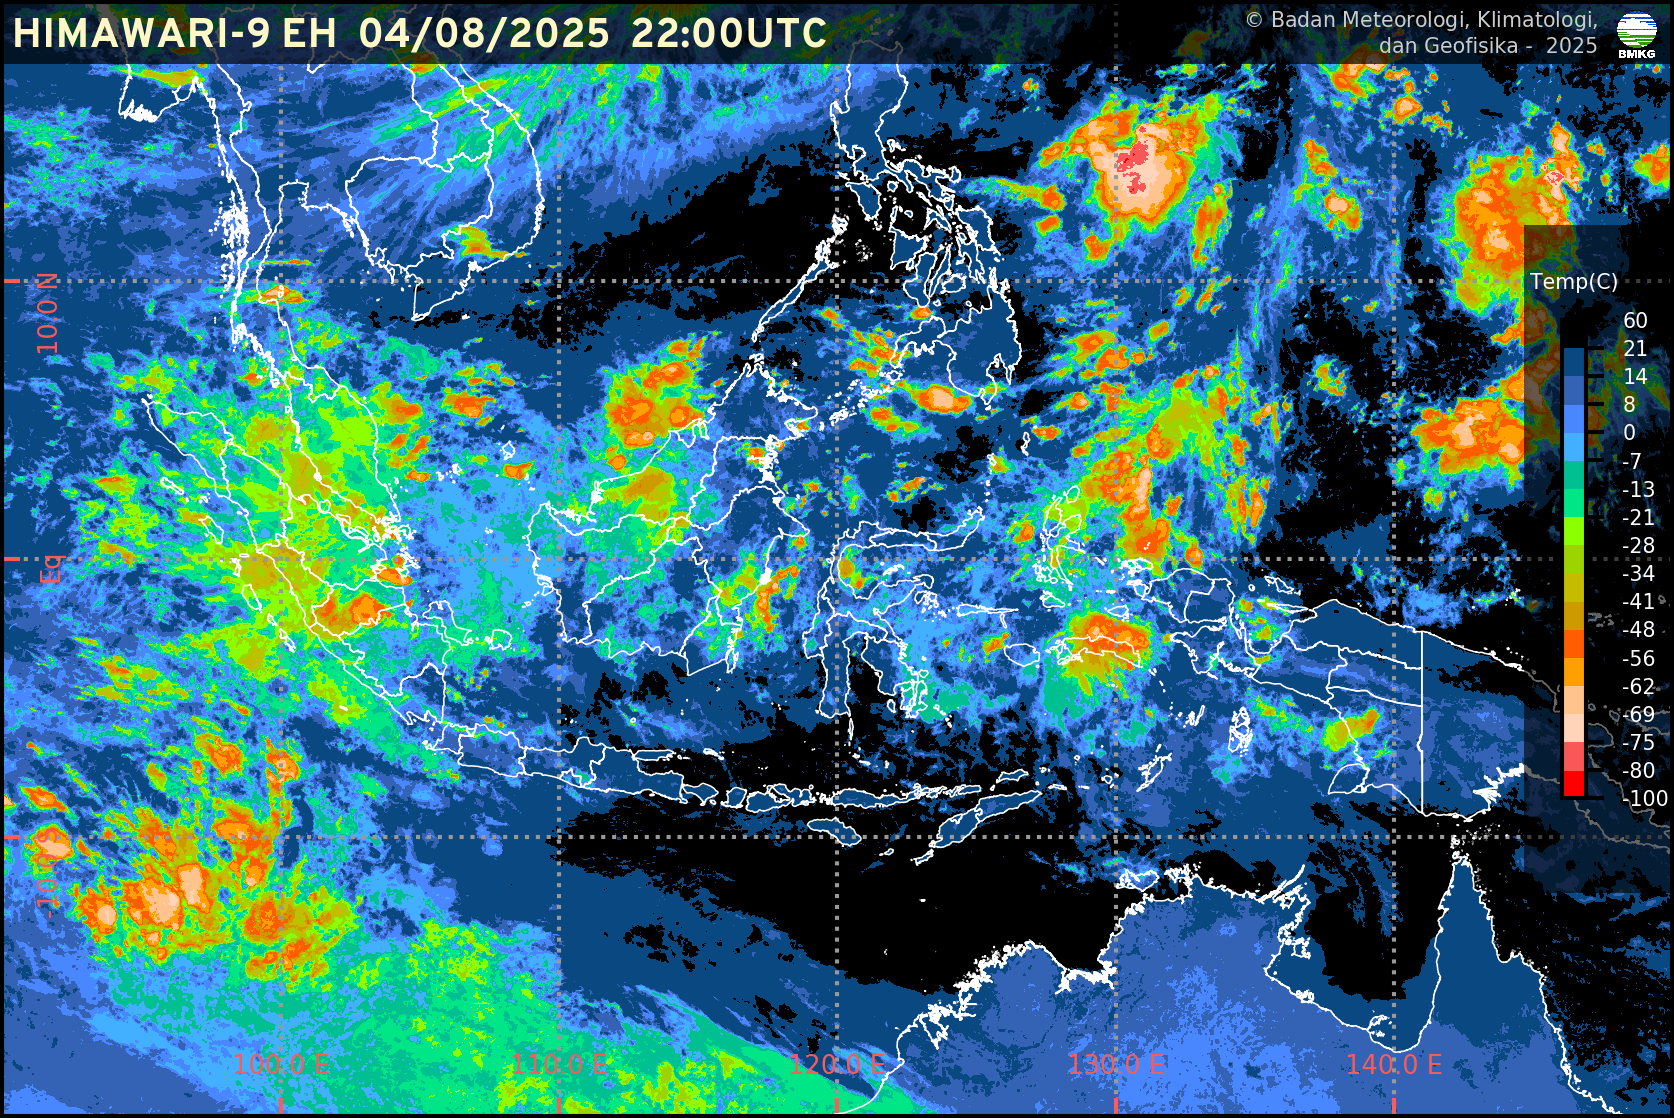 HIMAWARI-9 EH 04/08/2025 22:00UTC
© Badan Meteorologi, Klimatologi,
dan Geofisika - 2025
BMKG
10.0 N
Eq
-10.0
Temp(C)
60
21
14
8
0
-7
-13
-21
-28
-34
-41
-48
-56
-62
-69
-75
-80
-100
100.0 E
110.0 E
120.0 E
130.0 E
140.0 E